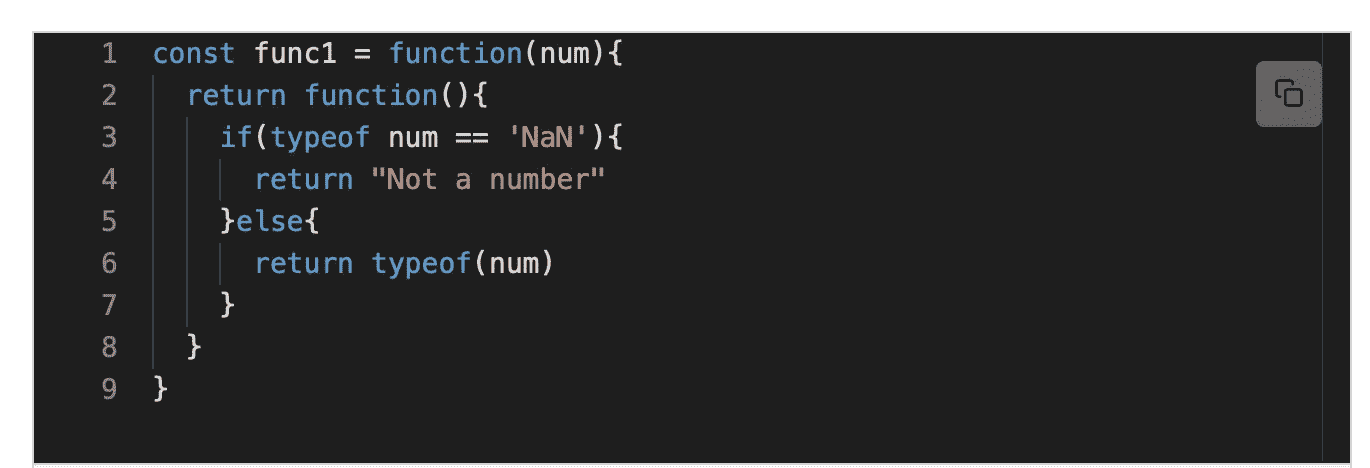 1 const func1 = function(num){
2 return function(){
3 if(typeof num == 'NaN'){
4 return "Not a number"
5 }else{
6 return typeof(num)
7 }
8 }
9 }